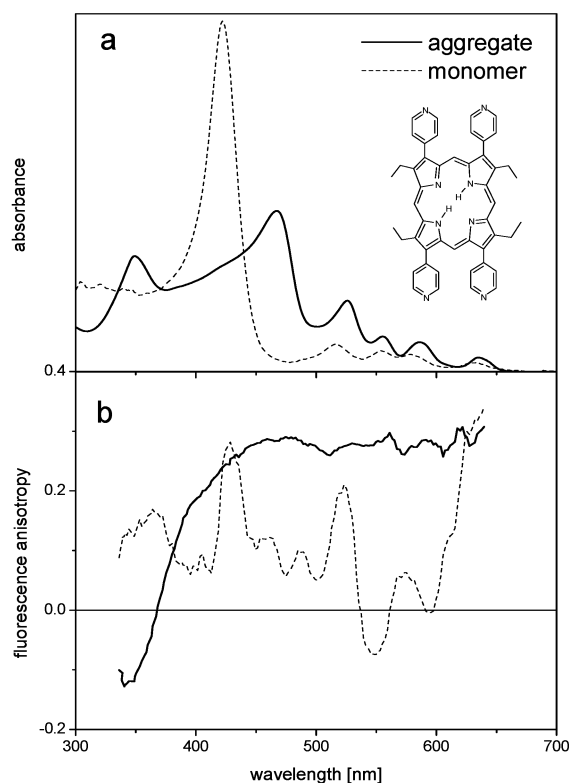 a
aggregate
monomer
N
N
N
N
H
H
N
N
N
N
absorbance
0.4
b
0.2
0.0
-0.2
fluorescence anisotropy
300
400
500
600
700
wavelength [nm]